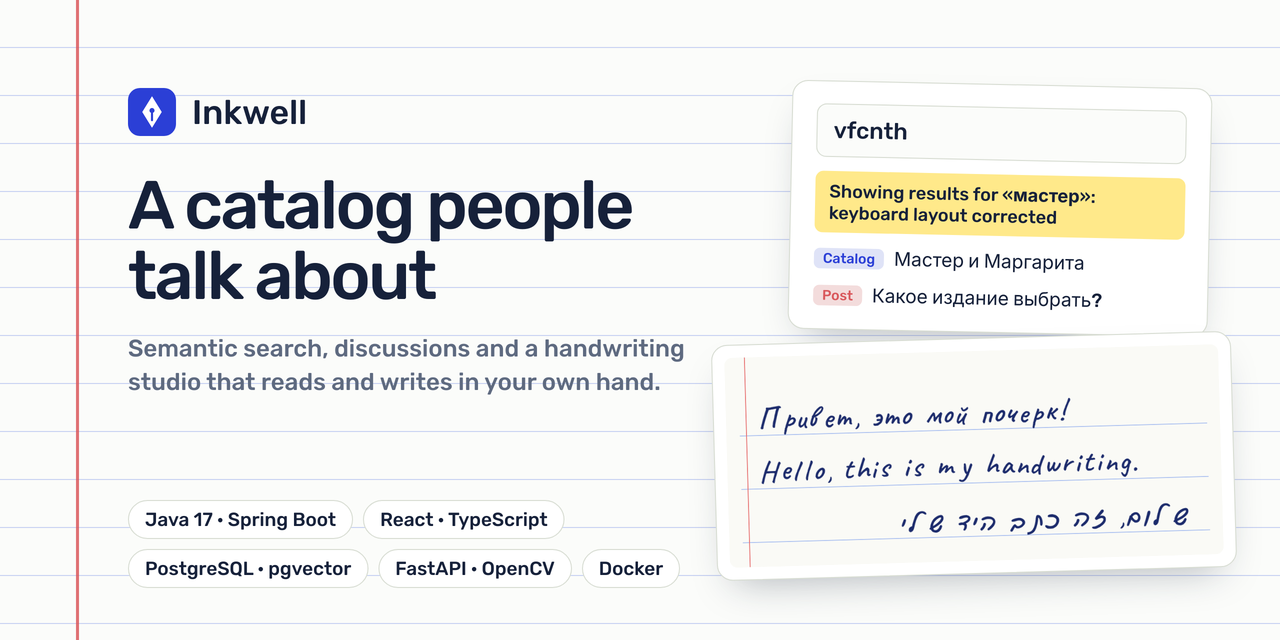 Inkwell
A catalog people
talk about
Semantic search, discussions and a handwriting
studio that reads and writes in your own hand.
Java 17 • Spring Boot
React • TypeScript
PostgreSQL • pgvector
FastAPI • OpenCV
Docker
vfcnth
Showing results for «мастер»:
keyboard layout corrected
Catalog Мастер и Маргарита
Post Какое издание выбрать?
Привет, это мой почерк!
Hello, this is my handwriting.
שלום, זה כתב היד שלי